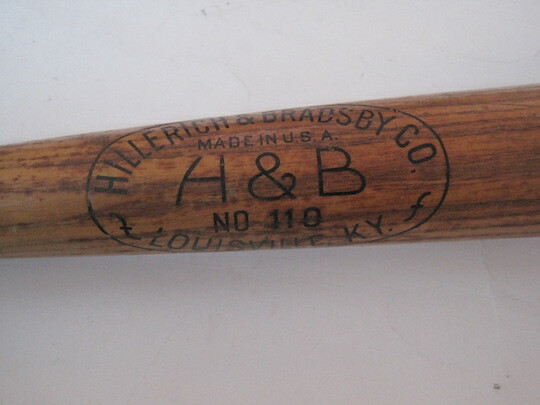 HILLERICH & BRADSBY CO.
MADE IN U.S.A.
H & B
NO 110
LOUISVILLE, KY.